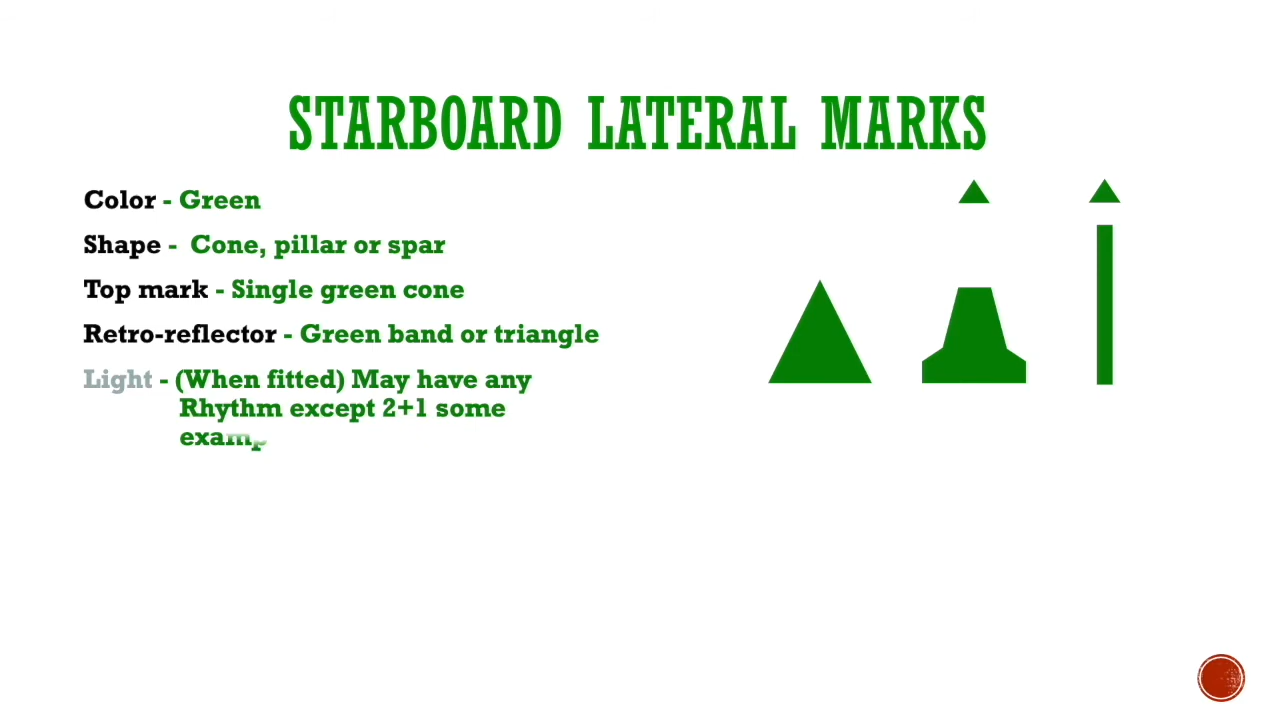 STARBOARD LATERAL MARKS
Color - Green
Shape - Cone, pillar or spar
Top mark - Single green cone
Retro-reflector - Green band or triangle
Light - (When fitted) May have any
Rhythm except 2+1 some